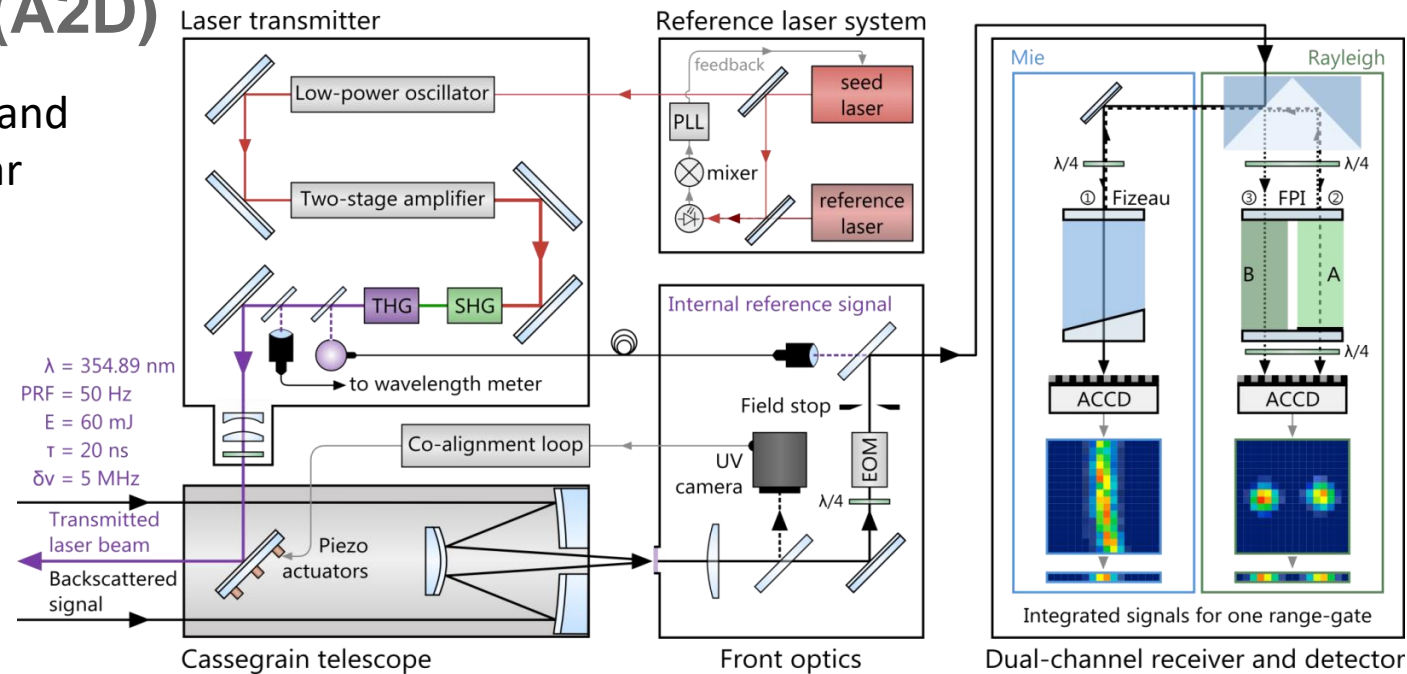 (A2D)
and
Laser transmitter
Low-power oscillator
Two-stage amplifier
THG
SHG
to wavelength meter
λ = 354.89 nm
PRF = 50 Hz
E = 60 mJ
τ = 20 ns
δν = 5 MHz
Transmitted
laser beam
Backscattered
signal
Co-alignment loop
Piezo
actuators
Cassegrain telescope
Reference laser system
feedback
seed
laser
PLL
mixer
reference
laser
Internal reference signal
Field stop
UV
camera
EOM
λ/4
Front optics
Mie
λ/4
① Fizeau
ACCD
Rayleigh
λ/4
③ FPI ②
B A
λ/4
ACCD
Integrated signals for one range-gate
Dual-channel receiver and detector